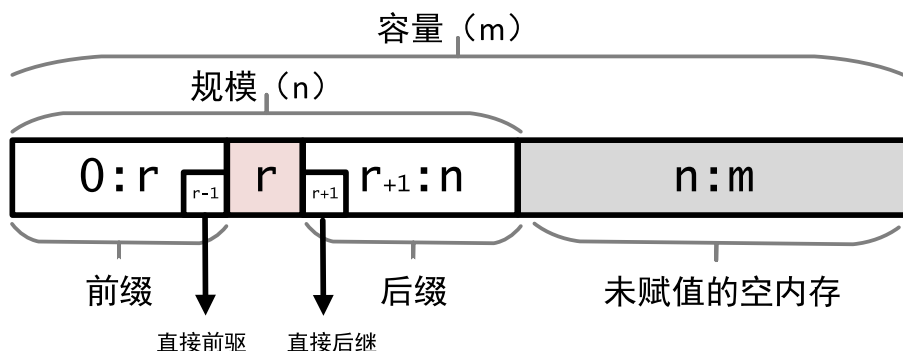 容量（m）
规模（n）
0:r
r-1
r
r+1
r+1:n
n:m
前缀
后缀
未赋值的空内存
直接前驱
直接后继